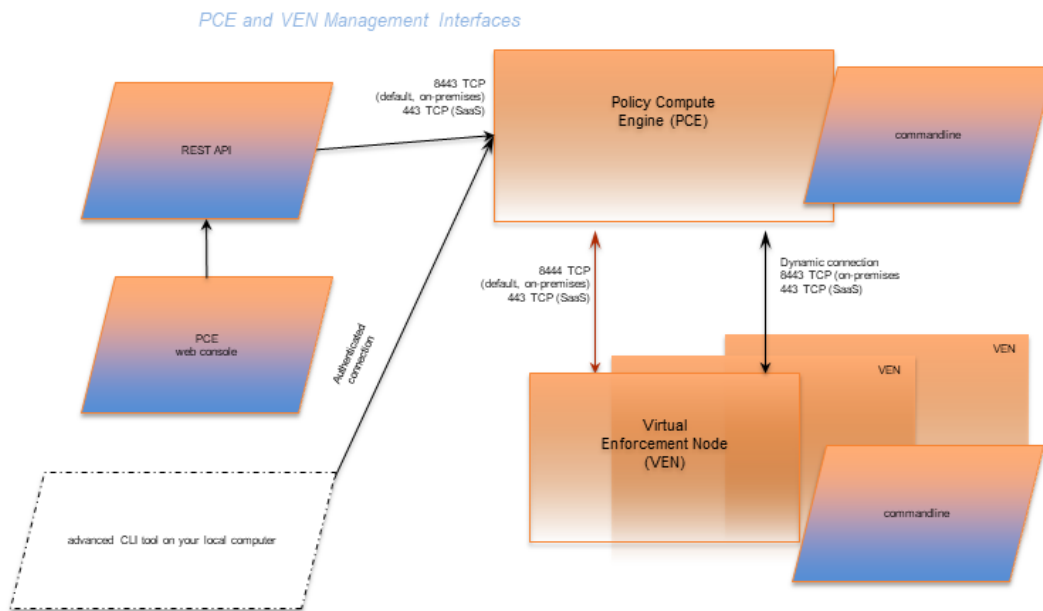 PCE and VEN Management Interfaces
8443 TCP
(default, on-premises)
443 TCP (SaaS)
Policy Compute
Engine (PCE)
commandline
REST API
8444 TCP
(default, on-premises)
443 TCP (SaaS)
Dynamic connection
8443 TCP (on-premises
443 TCP (SaaS)
PCE
web console
Authenticated
connection
VEN
VEN
Virtual
Enforcement Node
(VEN)
commandline
advanced CLI tool on your local computer